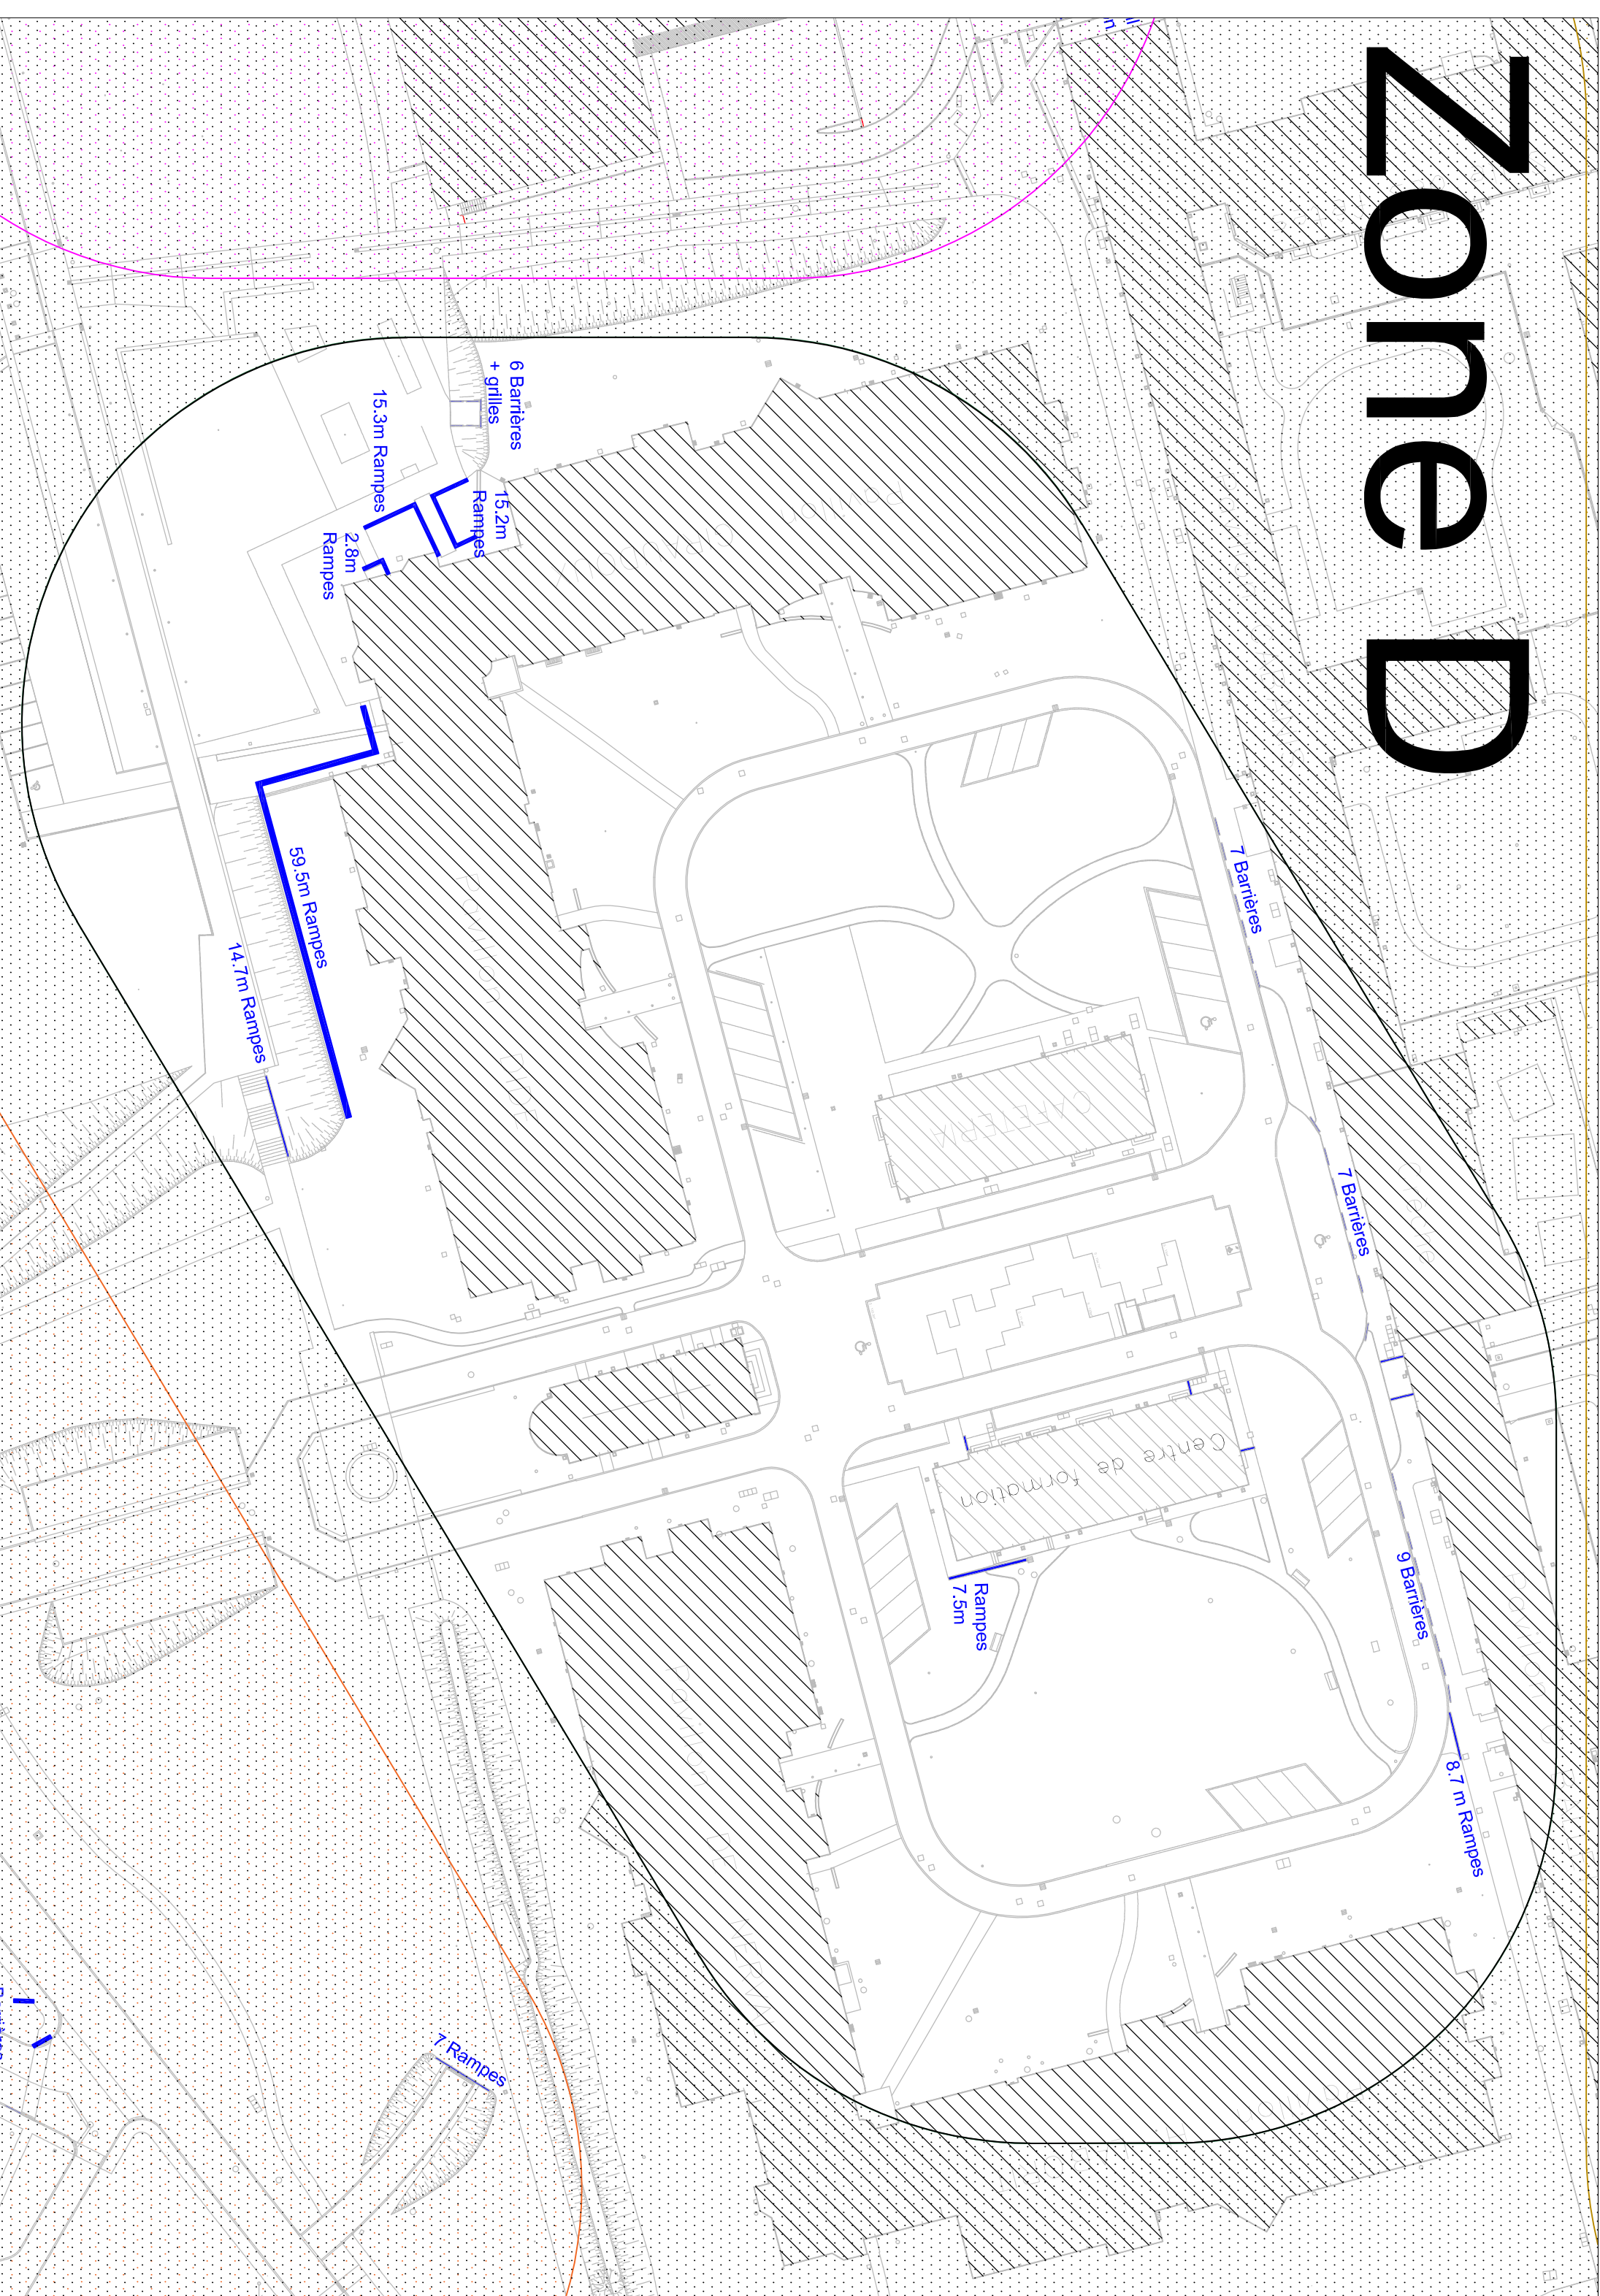 Zone D
6 Barrières
+ grilles
15.3m Rampes
15.2m
Rampes
2.8m
Rampes
59.5m Rampes
14.7m Rampes
7 Barrières
7 Barrières
9 Barrières
8.7 m Rampes
CAFETERIA
Centre de formation
Rampes
7.5m
7 Rampes